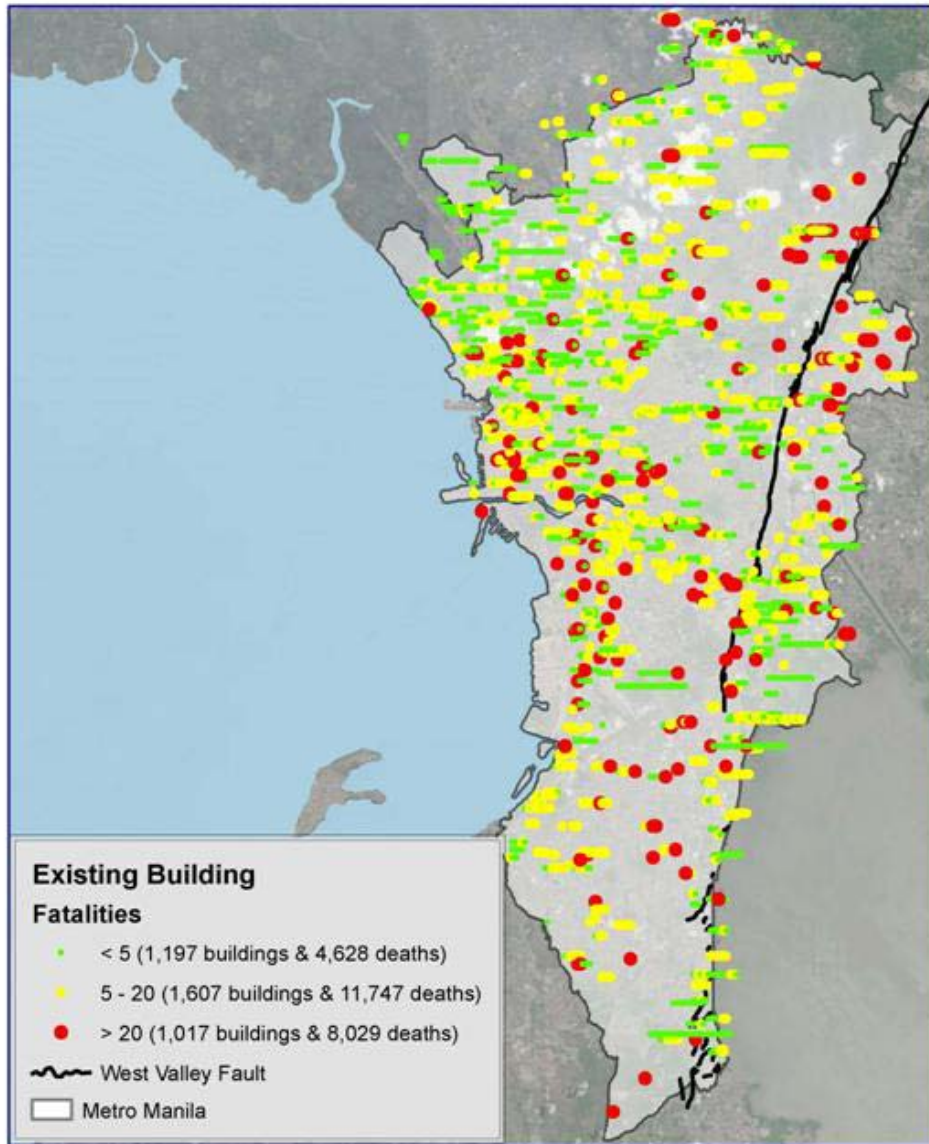 Existing Building
Fatalities
< 5 (1,197 buildings & 4,628 deaths)
5 - 20 (1,607 buildings & 11,747 deaths)
> 20 (1,017 buildings & 8,029 deaths)
West Valley Fault
Metro Manila